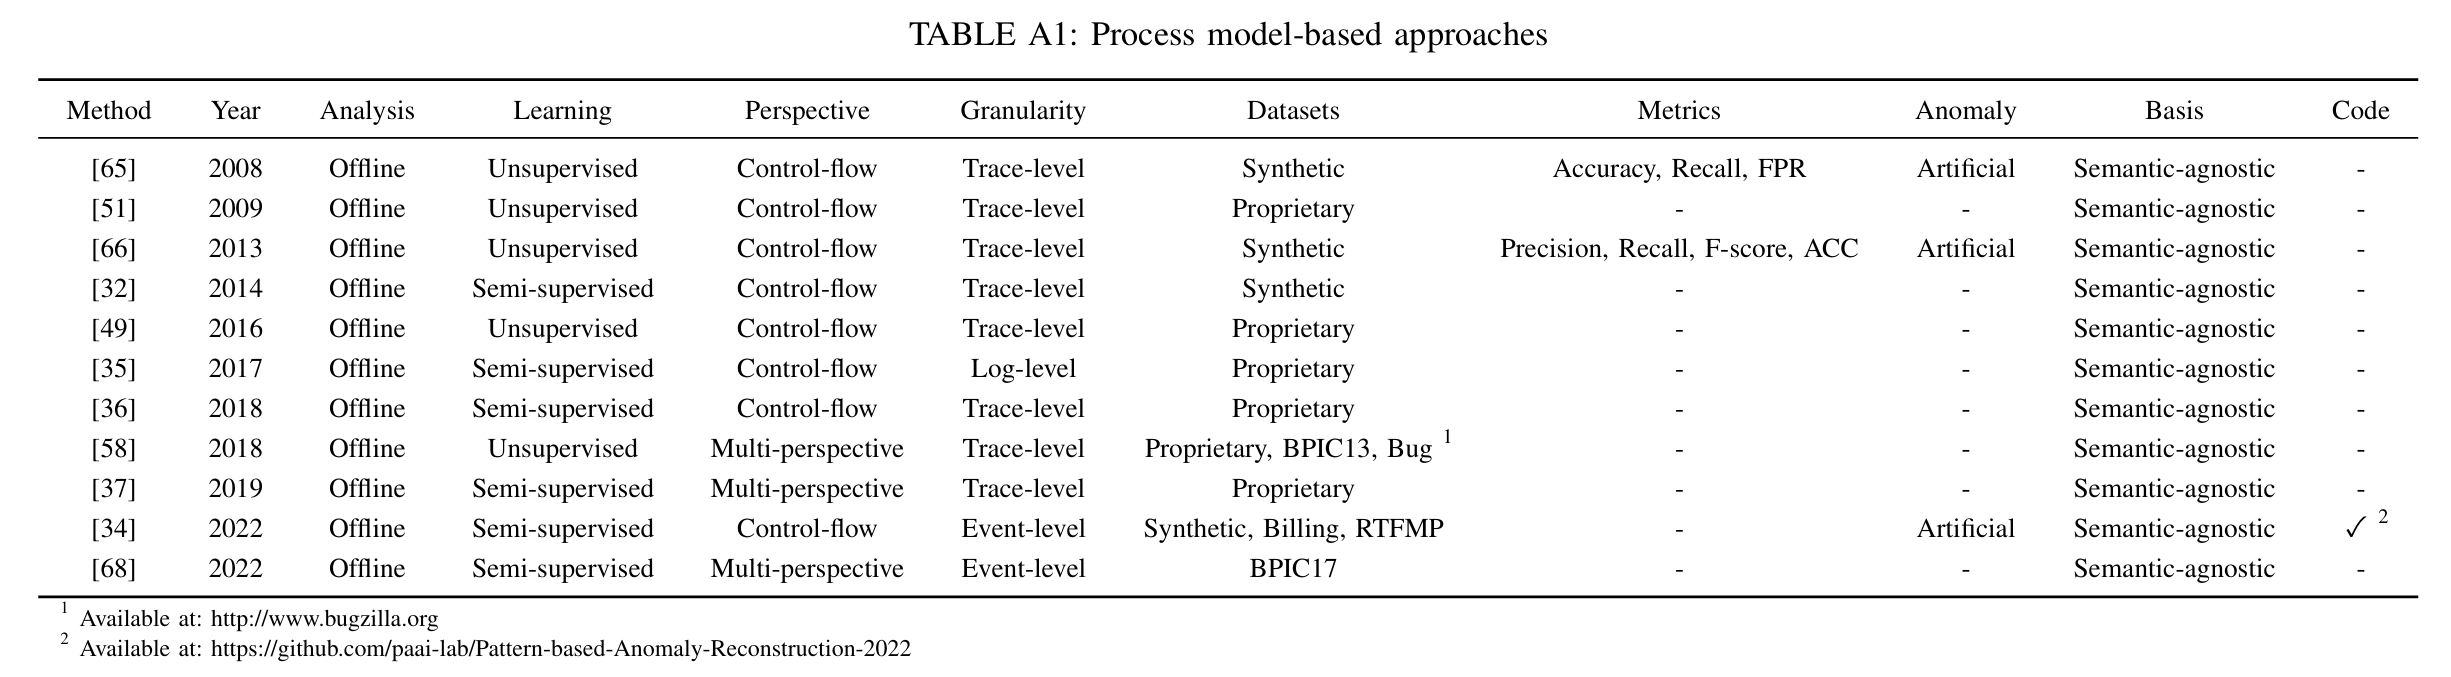 TABLE A1: Process model-based approaches
Method Year Analysis Learning Perspective Granularity Datasets Metrics Anomaly Basis Code
[65] 2008 Offline Unsupervised Control-flow Trace-level Synthetic Accuracy, Recall, FPR Artificial Semantic-agnostic -
[51] 2009 Offline Unsupervised Control-flow Trace-level Proprietary - - Semantic-agnostic -
[66] 2013 Offline Unsupervised Control-flow Trace-level Synthetic Precision, Recall, F-score, ACC Artificial Semantic-agnostic -
[32] 2014 Offline Semi-supervised Control-flow Trace-level Synthetic - - Semantic-agnostic -
[49] 2016 Offline Unsupervised Control-flow Trace-level Proprietary - - Semantic-agnostic -
[35] 2017 Offline Semi-supervised Control-flow Log-level Proprietary - - Semantic-agnostic -
[36] 2018 Offline Semi-supervised Control-flow Trace-level Proprietary - - Semantic-agnostic -
[58] 2018 Offline Unsupervised Multi-perspective Trace-level Proprietary, BPIC13, Bug 1 - - Semantic-agnostic -
[37] 2019 Offline Semi-supervised Multi-perspective Trace-level Proprietary - - Semantic-agnostic -
[34] 2022 Offline Semi-supervised Control-flow Event-level Synthetic, Billing, RTFMP - Artificial Semantic-agnostic ✓ 2
[68] 2022 Offline Semi-supervised Multi-perspective Event-level BPIC17 - - Semantic-agnostic -
1 Available at: http://www.bugzilla.org
2 Available at: https://github.com/paai-lab/Pattern-based-Anomaly-Reconstruction-2022